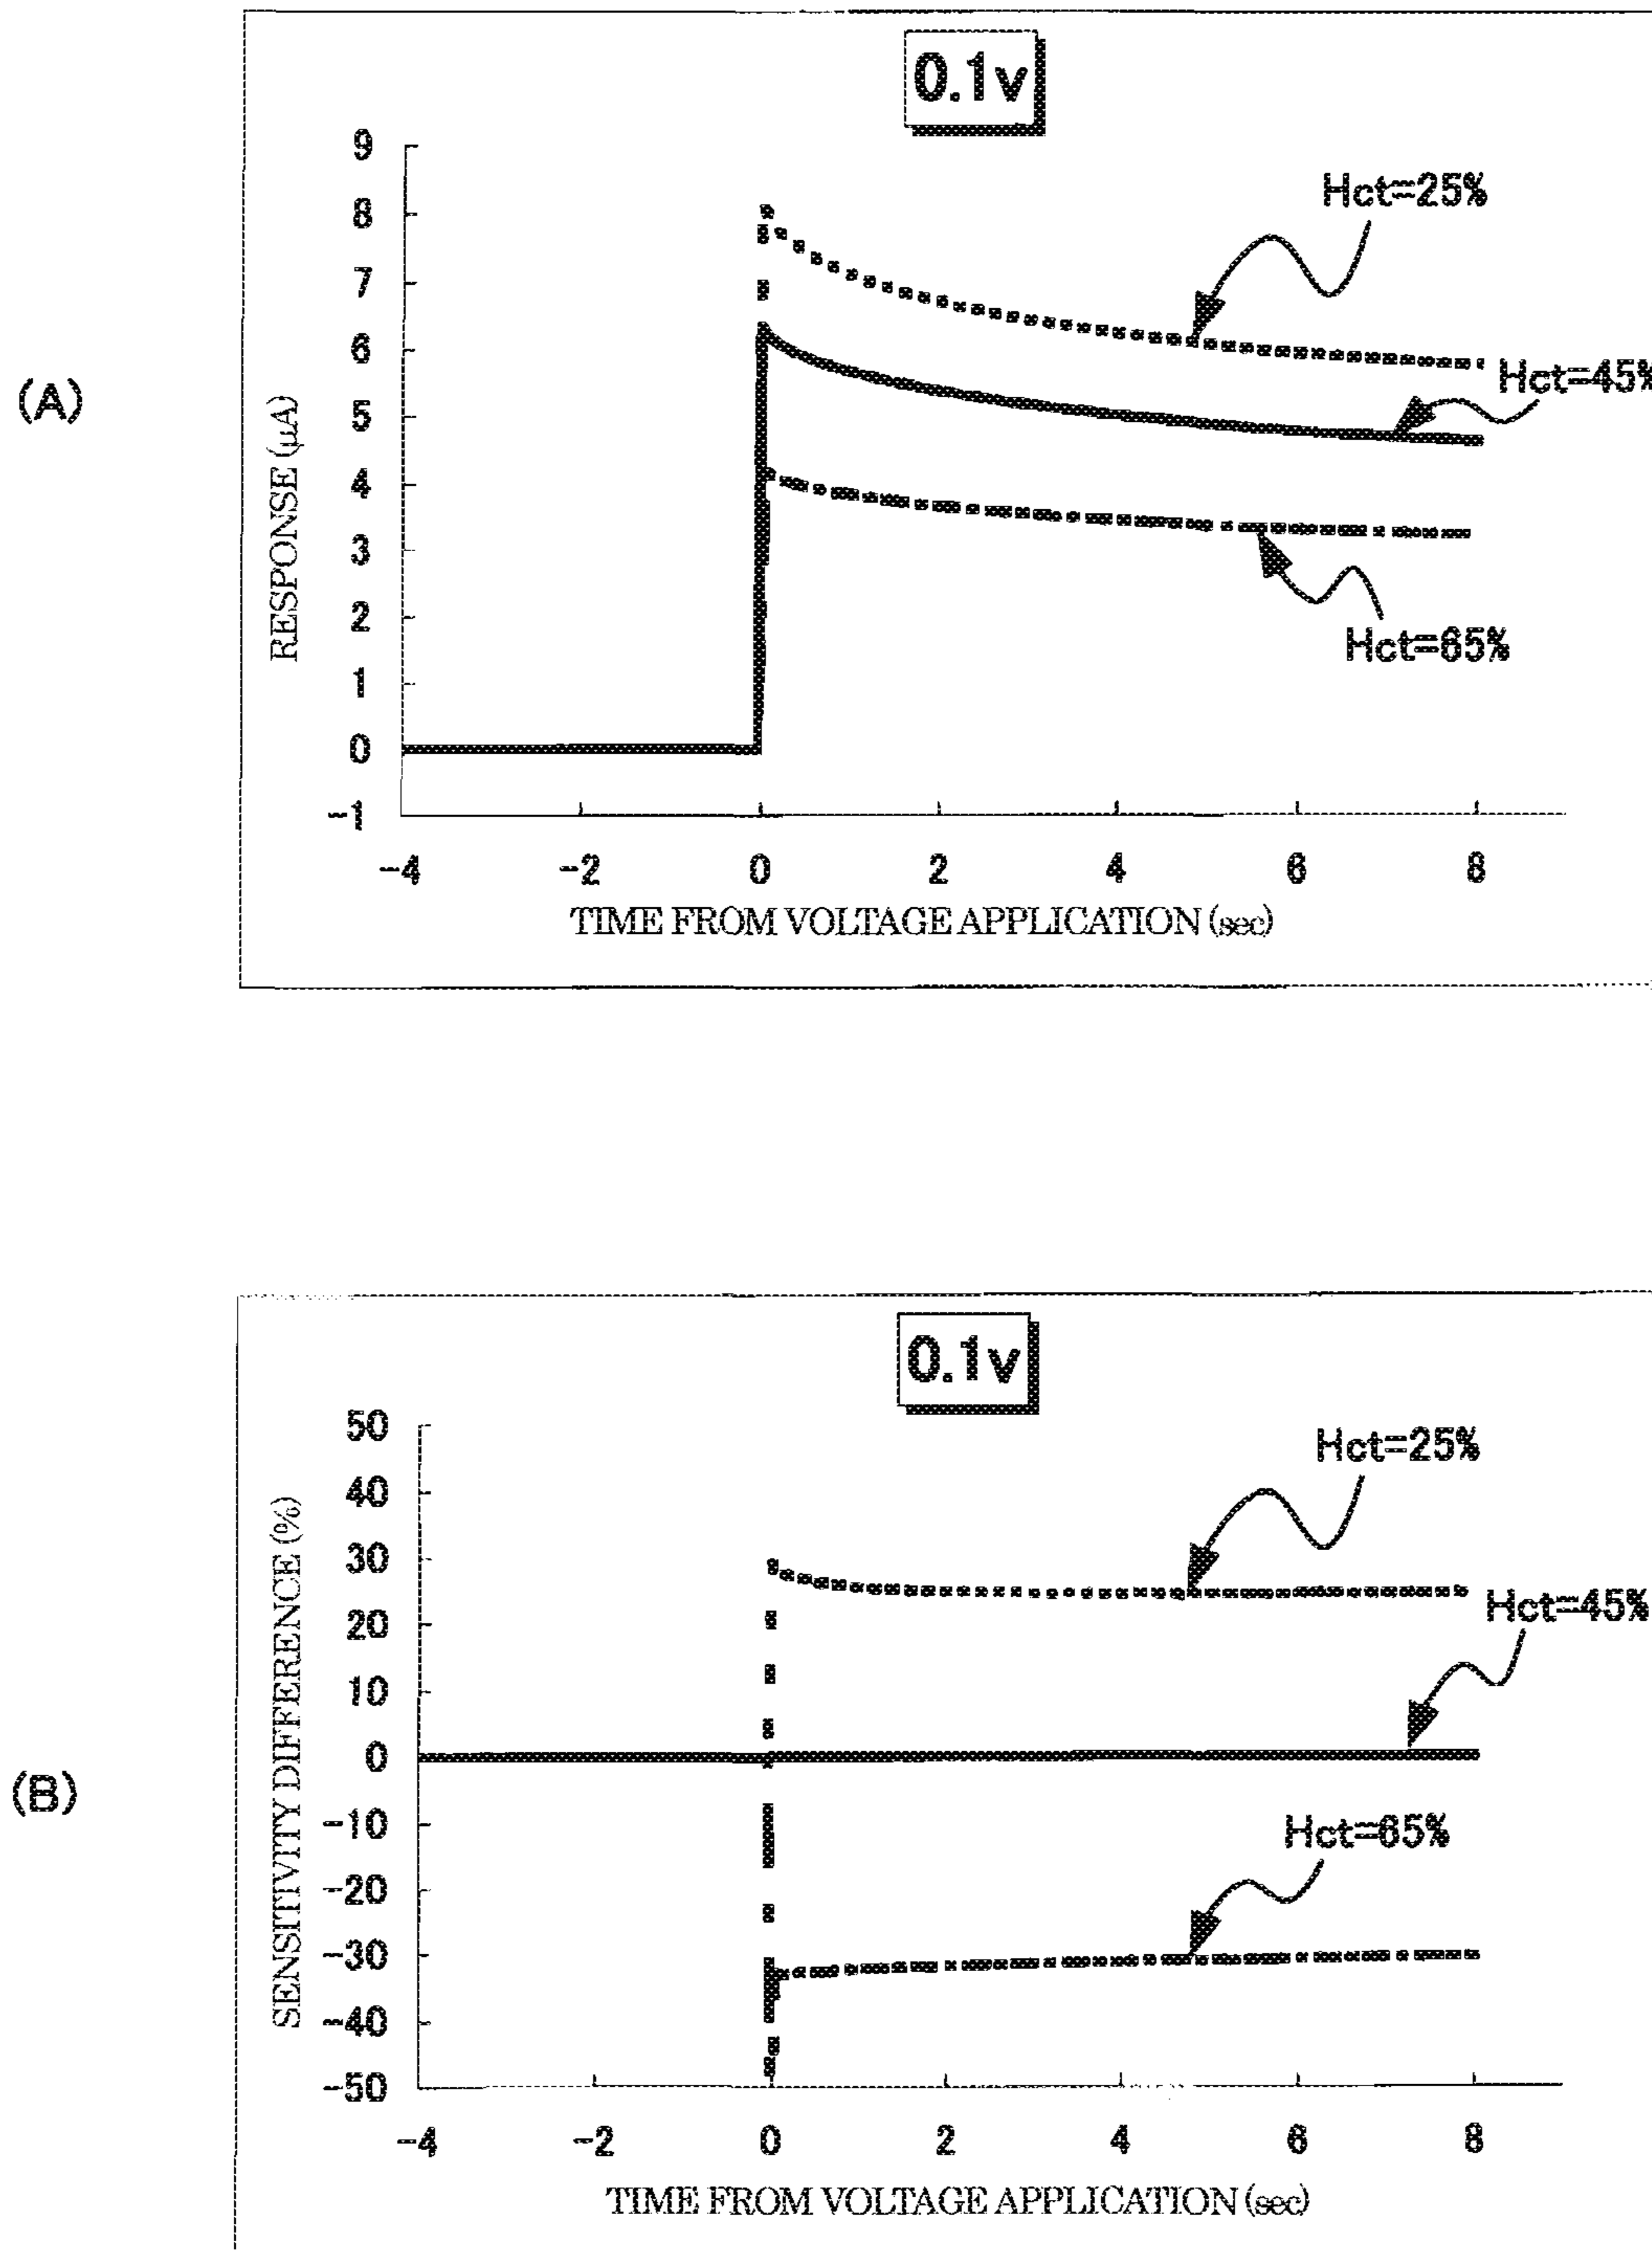 (A)
0.1v
9
8
7
6
5
4
3
2
1
0
-1
RESPONSE (μA)
Hct=25%
Hct=45%
Hct=65%
-4 -2 0 2 4 6 8
TIME FROM VOLTAGE APPLICATION (sec)
(B)
0.1v
50
40
30
20
10
0
-10
-20
-30
-40
-50
SENSITIVITY DIFFERENCE (%)
Hct=25%
Hct=45%
Hct=65%
-4 -2 0 2 4 6 8
TIME FROM VOLTAGE APPLICATION (sec)